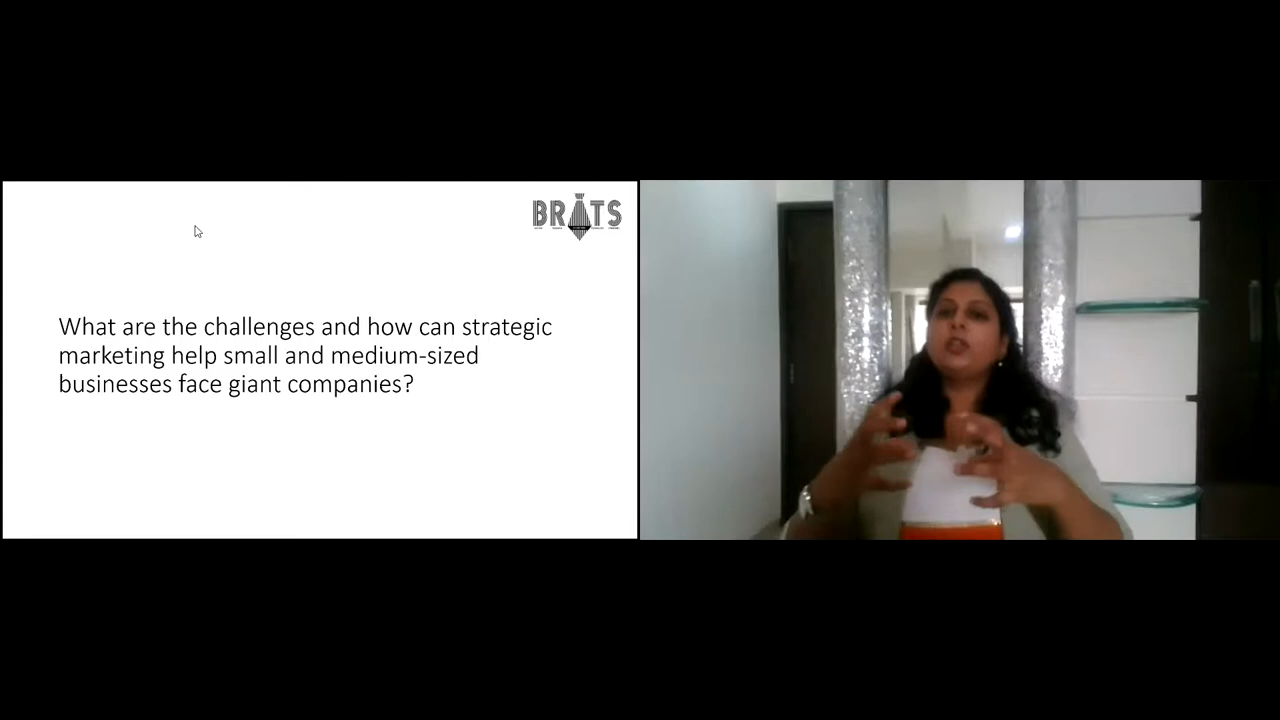 BRATS
What are the challenges and how can strategic
marketing help small and medium-sized
businesses face giant companies?